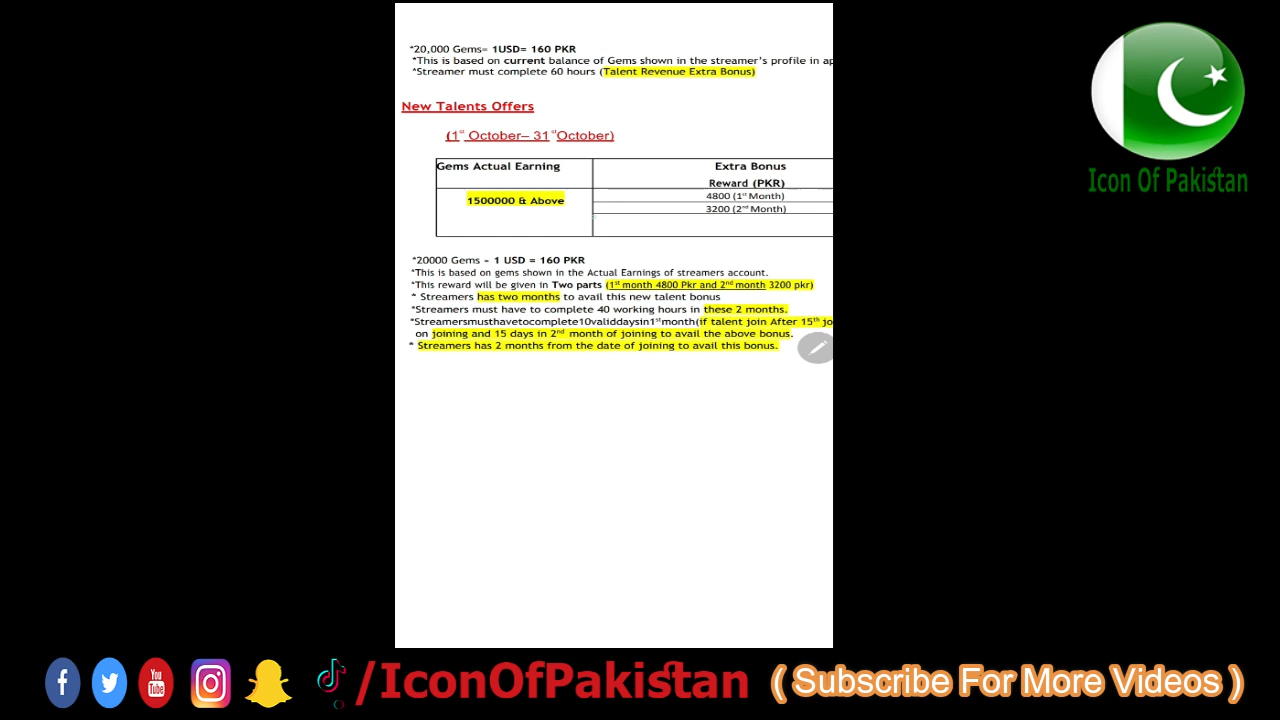 *20,000 Gems= 1USD= 160 PKR
*This is based on current balance of Gems shown in the streamer's profile in
*Streamer must complete 60 hours (Talent Revenue Extra Bonus)
New Talents Offers
(1st October– 31stOctober)
Gems Actual Earning
Extra Bonus
Reward (PKR)
1500000 & Above
4800 (1st Month)
3200 (2nd Month)
*20000 Gems = 1 USD = 160 PKR
*This is based on gems shown in the Actual Earnings of streamers account.
*This reward will be given in Two parts (1st month 4800 Pkr and 2nd month 3200 pkr)
* Streamers has two months to avail this new talent bonus
*Streamers must have to complete 40 working hours in these 2 months.
*Streamersmusthavetocomplete10validdaysin1stmonth(if talent join After 15th
on joining and 15 days in 2nd month of joining to avail the above bonus.
* Streamers has 2 months from the date of joining to avail this bonus.
Icon Of Pakistan
You Tube
/IconOfPakistan ( Subscribe For More Videos )